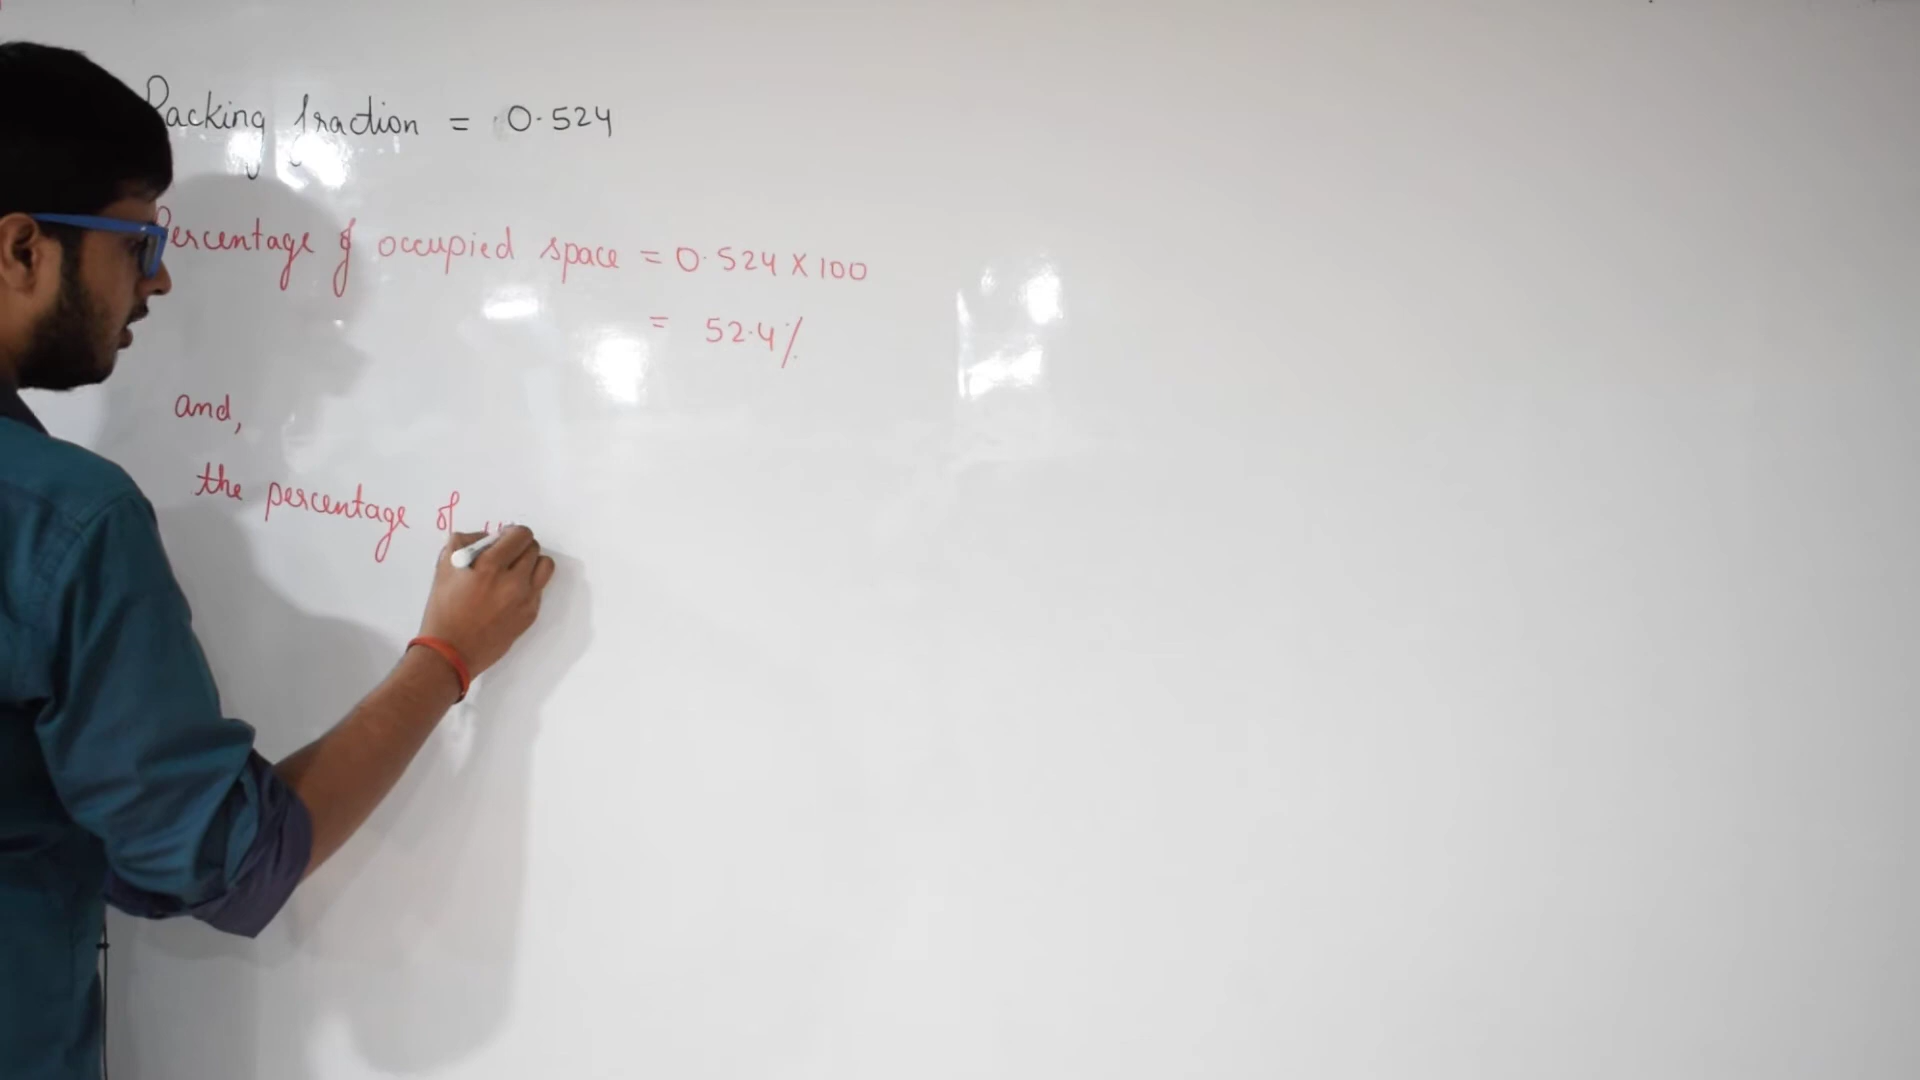 Packing fraction = 0.524
Percentage of occupied space = 0.524 X 100
= 52.4%
and,
the percentage of